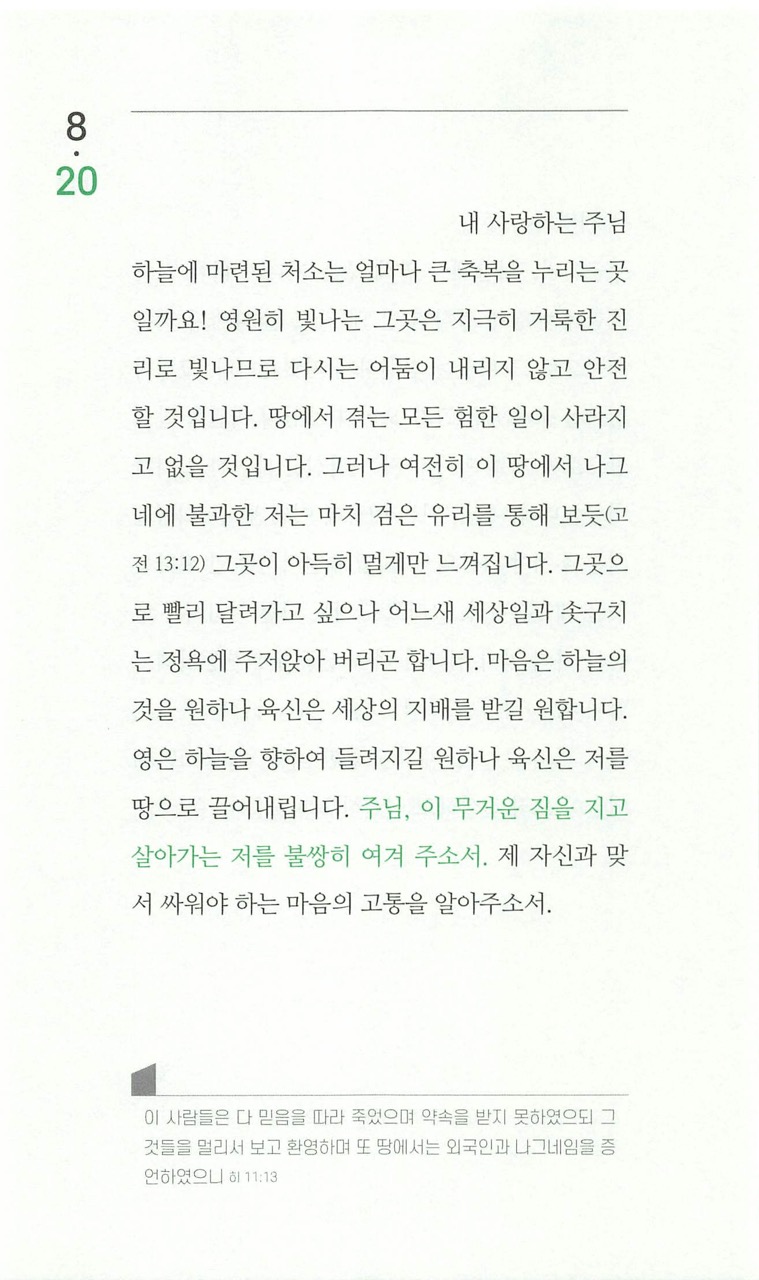 8
·
20
내 사랑하는 주님
하늘에 마련된 처소는 얼마나 큰 축복을 누리는 곳
일까요! 영원히 빛나는 그곳은 지극히 거룩한 진
리로 빛나므로 다시는 어둠이 내리지 않고 안전
할 것입니다. 땅에서 겪는 모든 험한 일이 사라지
고 없을 것입니다. 그러나 여전히 이 땅에서 나그
네에 불과한 저는 마치 검은 유리를 통해 보듯(고
전 13:12) 그곳이 아득히 멀게만 느껴집니다. 그곳으
로 빨리 달려가고 싶으나 어느새 세상일과 솟구치
는 정욕에 주저앉아 버리곤 합니다. 마음은 하늘의
것을 원하나 육신은 세상의 지배를 받길 원합니다.
영은 하늘을 향하여 들려지길 원하나 육신은 저를
땅으로 끌어내립니다. 주님, 이 무거운 짐을 지고
살아가는 저를 불쌍히 여겨 주소서. 제 자신과 맞
서 싸워야 하는 마음의 고통을 알아주소서.
이 사람들은 다 믿음을 따라 죽었으며 약속을 받지 못하였으되 그
것들을 멀리서 보고 환영하며 또 땅에서는 외국인과 나그네임을 증
언하였으니 히 11:13